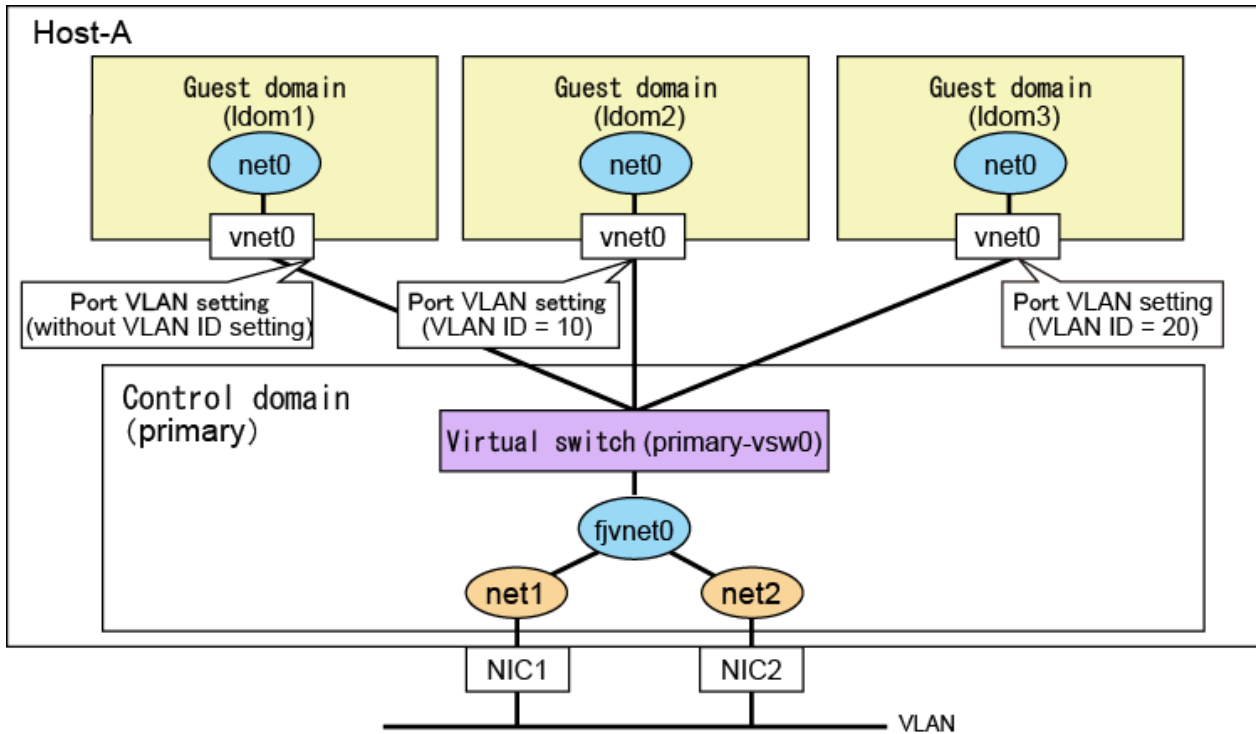 Host-A
Guest domain
(ldom1)
net0
vnet0
Guest domain
(ldom2)
net0
vnet0
Guest domain
(ldom3)
net0
vnet0
Port VLAN setting
(without VLAN ID setting)
Port VLAN setting
(VLAN ID = 10)
Port VLAN setting
(VLAN ID = 20)
Control domain
(primary)
Virtual switch (primary-vsw0)
fjvnet0
net1
net2
NIC1
NIC2
VLAN